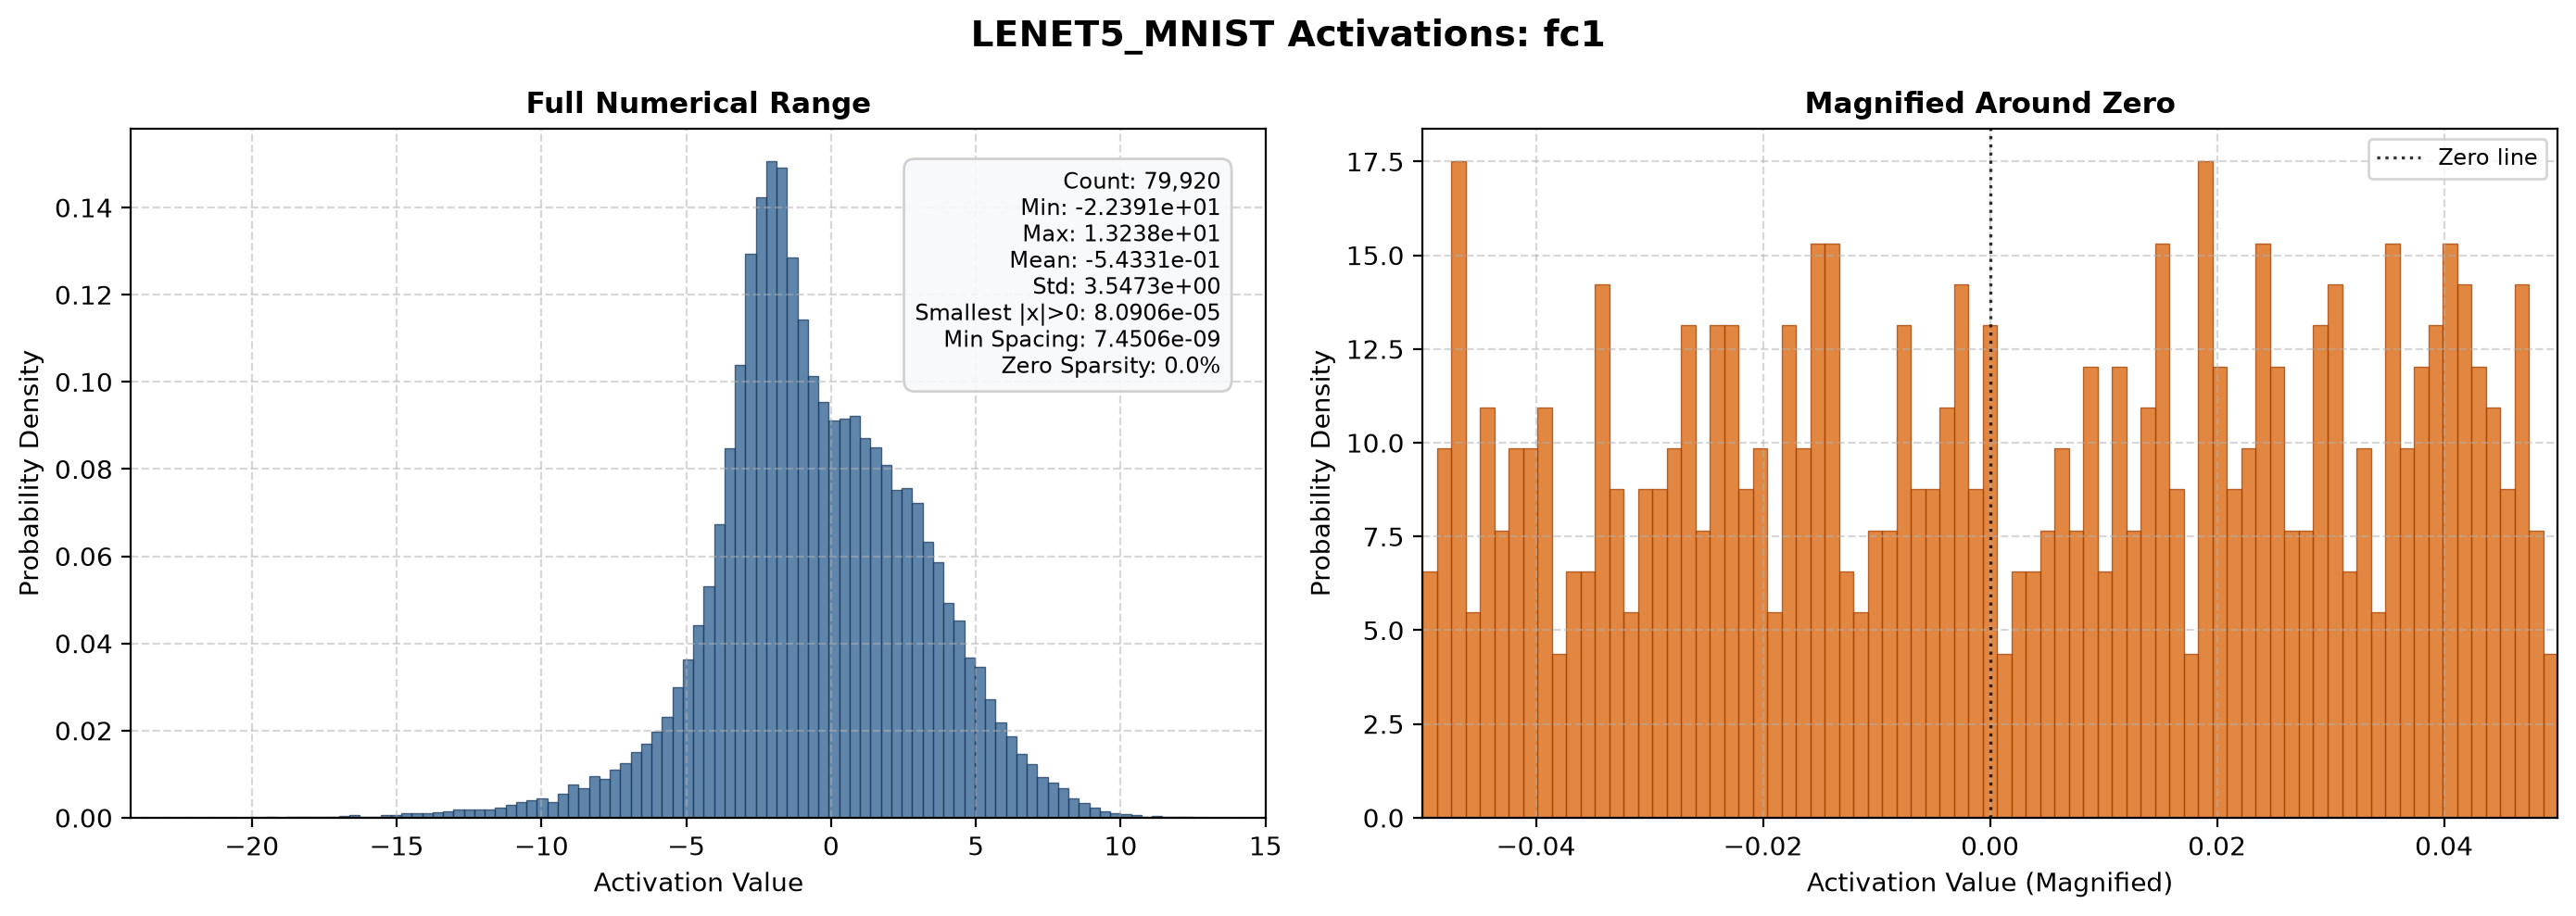 LENET5_MNIST Activations: fc1
Full Numerical Range
Probability Density
0.14
0.12
0.10
0.08
0.06
0.04
0.02
0.00
Count: 79,920
Min: -2.2391e+01
Max: 1.3238e+01
Mean: -5.4331e-01
Std: 3.5473e+00
Smallest |x|>0: 8.0906e-05
Min Spacing: 7.4506e-09
Zero Sparsity: 0.0%
−20 −15 −10 −5 0 5 10 15
Activation Value
Magnified Around Zero
Probability Density
17.5
15.0
12.5
10.0
7.5
5.0
2.5
0.0
Zero line
−0.04 −0.02 0.00 0.02 0.04
Activation Value (Magnified)